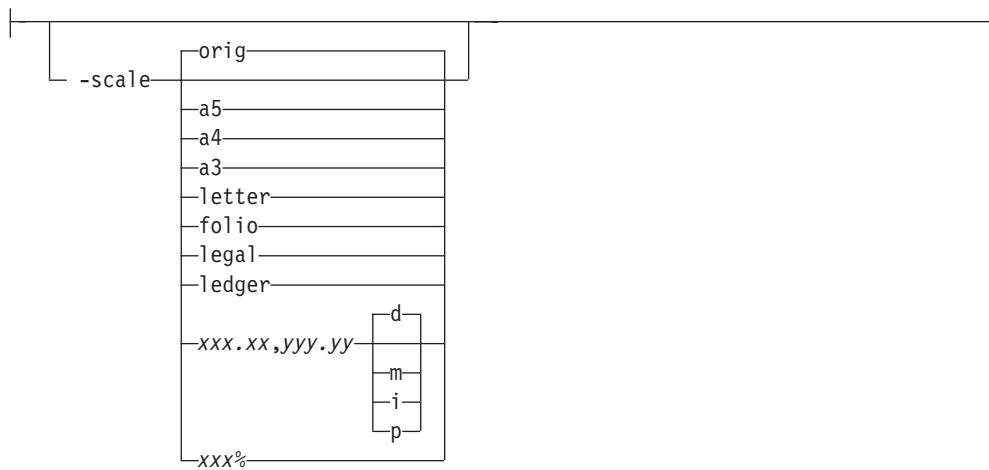 orig
-scale
a5
a4
a3
letter
folio
legal
ledger
d
xxx.xx,yyy.yy
m
i
p
xxx%